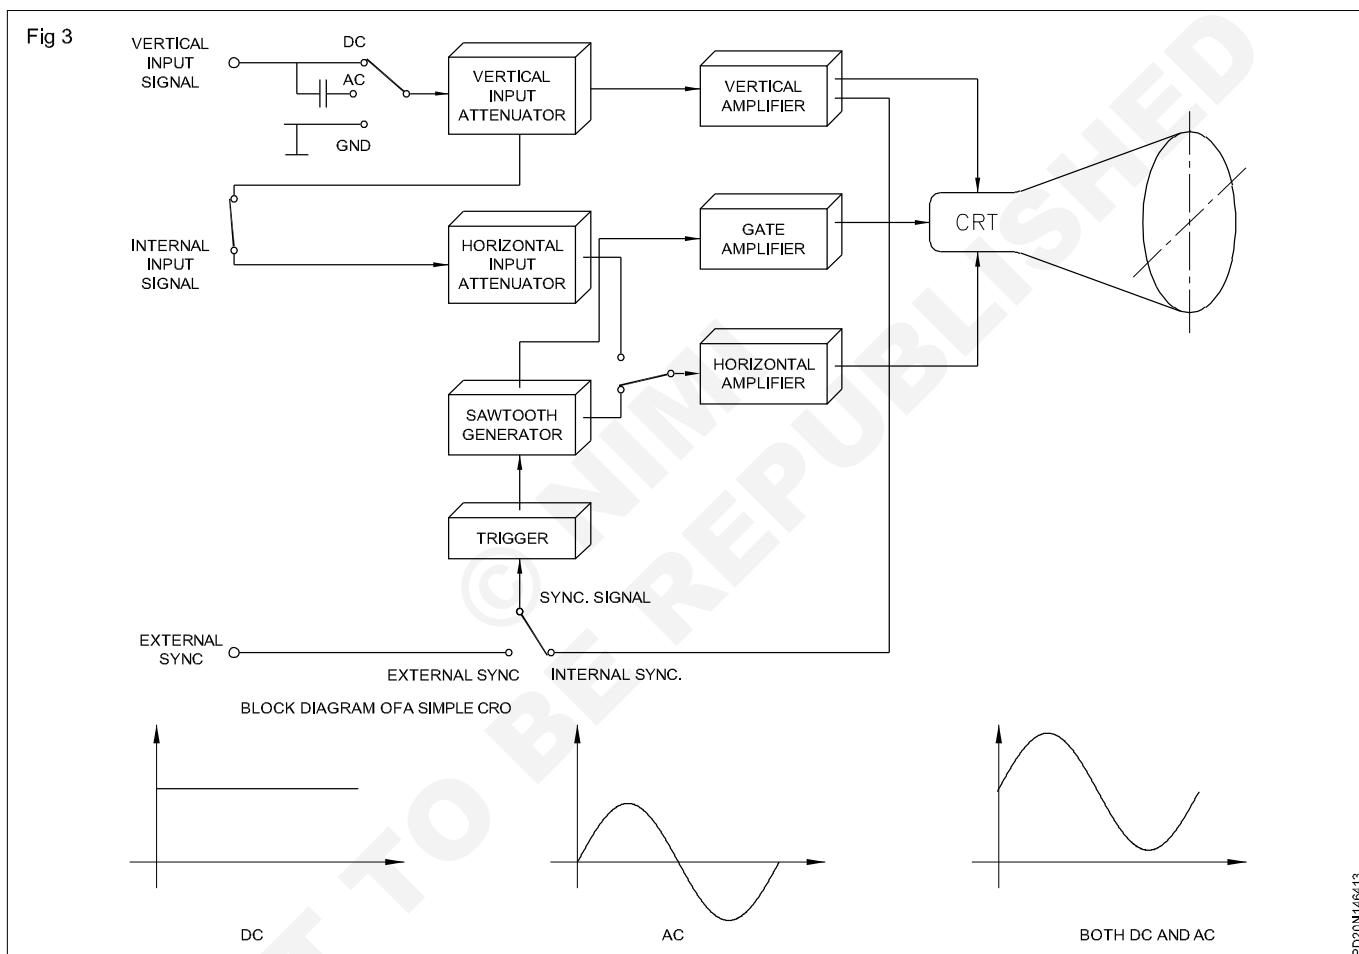 Fig 3
VERTICAL
INPUT
SIGNAL
DC
AC
GND
VERTICAL
INPUT
ATTENUATOR
VERTICAL
AMPLIFIER
INTERNAL
INPUT
SIGNAL
HORIZONTAL
INPUT
ATTENUATOR
GATE
AMPLIFIER
CRT
HORIZONTAL
AMPLIFIER
SAWTOOTH
GENERATOR
TRIGGER
SYNC. SIGNAL
EXTERNAL
SYNC
EXTERNAL SYNC
INTERNAL SYNC.
BLOCK DIAGRAM OFA SIMPLE CRO
DC
AC
BOTH DC AND AC
PD20N146413
© NIMI
T TO BE REPUBLISHED